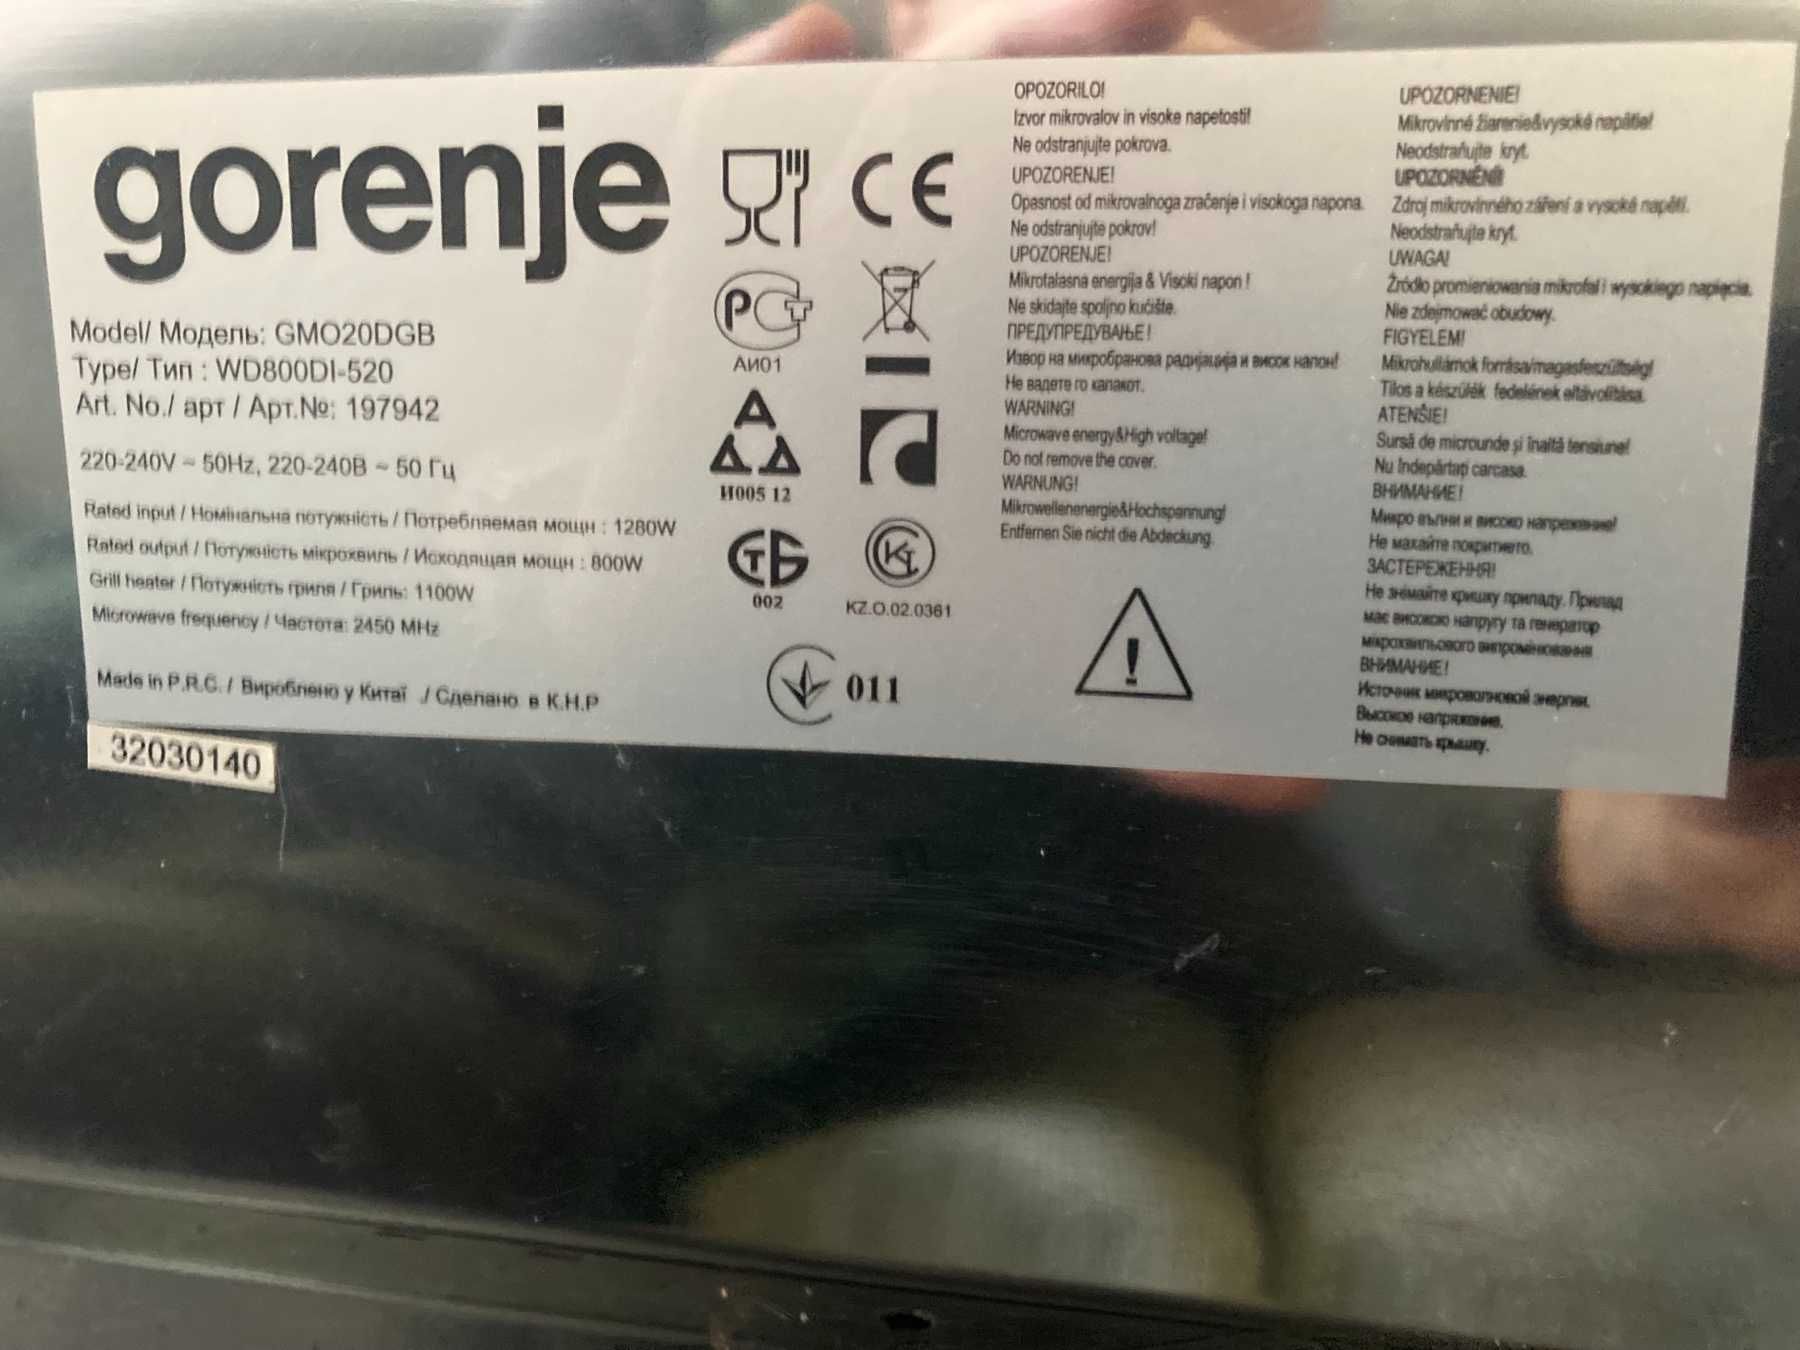 gorenje
Model/ Модель: GMO20DGB
Type/ Тип : WD800DI-520
Art. No./ арт / Арт.№: 197942
220-240V ~ 50Hz, 220-240В ~ 50 Гц
Rated input / Номінальна потужність / Потребляемая мощн : 1280W
Rated output / Потужність мікрохвиль / Исходящая мощн : 800W
Grill heater / Потужність гриля / Гриль: 1100W
Microwave frequency / Частота: 2450 MHz
Made in P.R.C. / Вироблено у Китаї ./ Сделано в К.Н.Р
32030140
CE
АИ01
И005 12
002
KZ.O.02.0361
011
OPOZORILO!
Izvor mikrovalov in visoke napetosti!
Ne odstranjujte pokrova.
UPOZORENJE!
Opasnost od mikrovalnoga zračenje i visokoga napona.
Ne odstranjujte pokrov!
UPOZORENJE!
Mikrotalasna energija & Visoki napon !
Ne skidajte spoljno kućište.
ПРЕДУПРЕДУВАЊЕ!
Извор на микробранова радијација и висок напон!
Не вадете го капакот.
WARNING!
Microwave energy&High voltage!
Do not remove the cover.
WARNUNG!
Mikrowellenenergie&Hochspannung!
Entfernen Sie nicht die Abdeckung.
UPOZORNENIE!
Mikrovlnné žiarenie&vysoké napätie!
Neodstraňujte kryt.
UPOZORNĚNÍ!
Zdroj mikrovlnného záření a vysoké napětí.
Neodstraňujte kryt.
UWAGA!
Źródło promieniowania mikrofal i wysokiego napięcia.
Nie zdejmować obudowy.
FIGYELEM!
Mikrohullámok forrása/magasfeszültség!
Tilos a készülék fedelének eltávolítása.
ATENŠIE!
Sursă de microunde și înaltă tensiune!
Nu îndepărtați carcasa.
ВНИМАНИЕ!
Микро вълни и високо напрежение!
Не махайте покритието.
ЗАСТЕРЕЖЕННЯ!
Не знімайте кришку приладу. Прилад
має високою напругу та генератор
мікрохвильового випромінювання
ВНИМАНИЕ!
Источник микроволновой энергии.
Высокое напряжение.
Не снимать крышку.